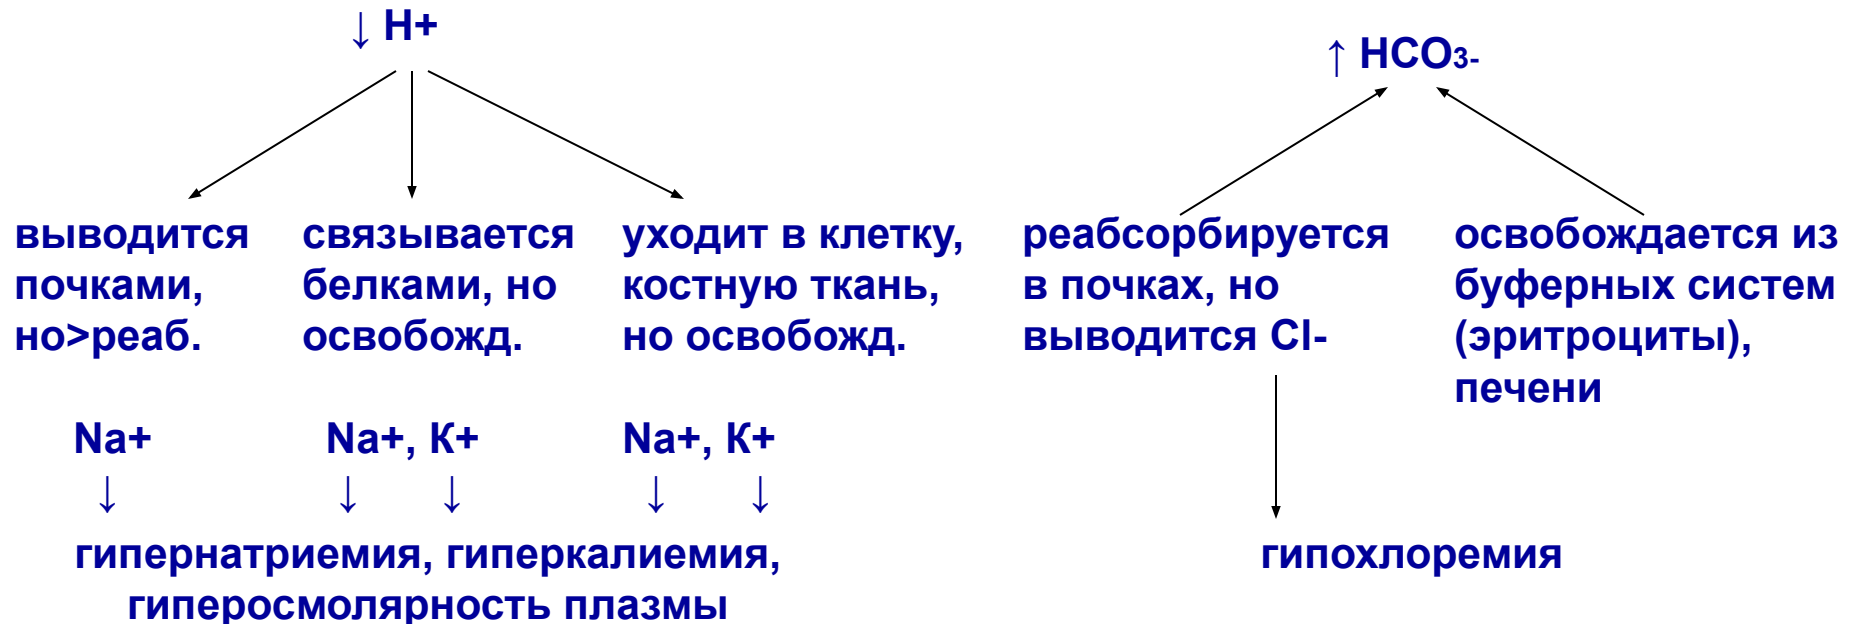 ↓ H+
выводится
почками,
но>реаб.
связывается
белками, но
освобожд.
уходит в клетку,
костную ткань,
но освобожд.
Na+
Na+, К+
Na+, К+
↓
↓ ↓
↓ ↓
гипернатриемия, гиперкалиемия,
гиперосмолярность плазмы
↑ HCO3-
реабсорбируется
в почках, но
выводится Cl-
освобождается из
буферных систем
(эритроциты),
печени
гипохлоремия